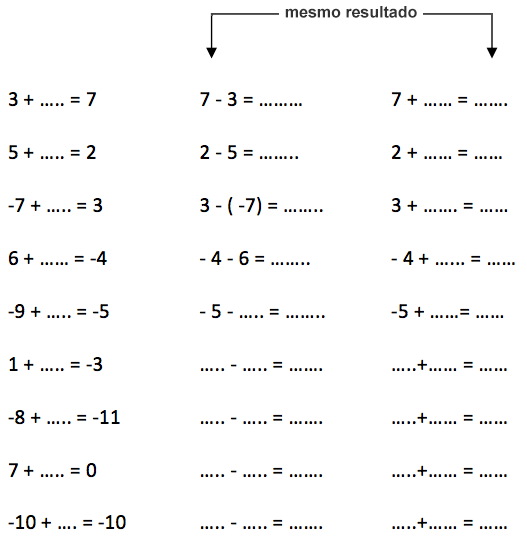 mesmo resultado
3 + ..... = 7 7 - 3 = ......... 7 + ...... = .......
5 + ..... = 2 2 - 5 = ........ 2 + ...... = ......
-7 + ..... = 3 3 - ( -7) = ........ 3 + ....... = ......
6 + ...... = -4 - 4 - 6 = ........ - 4 + ...... = ......
-9 + ..... = -5 - 5 - ..... = ........ -5 + ......= ......
1 + ..... = -3 ..... - ..... = ....... .....+...... = ......
-8 + ..... = -11 ..... - ..... = ....... .....+...... = ......
7 + ..... = 0 ..... - ..... = ....... .....+...... = ......
-10 + .... = -10 ..... - ..... = ....... .....+...... = ......